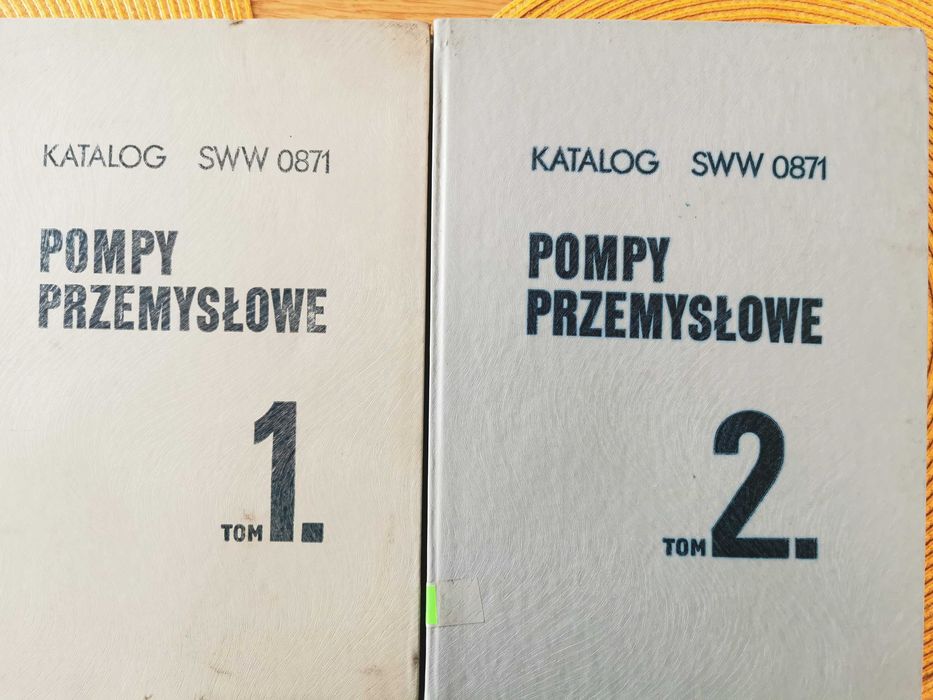 KATALOG SWW 0871
POMPY
PRZEMYSŁOWE
TOM 1.
KATALOG SWW 0871
POMPY
PRZEMYSŁOWE
TOM 2.